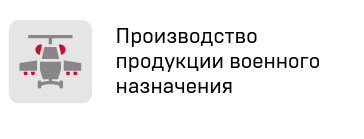 Производство
продукции военного
назначения